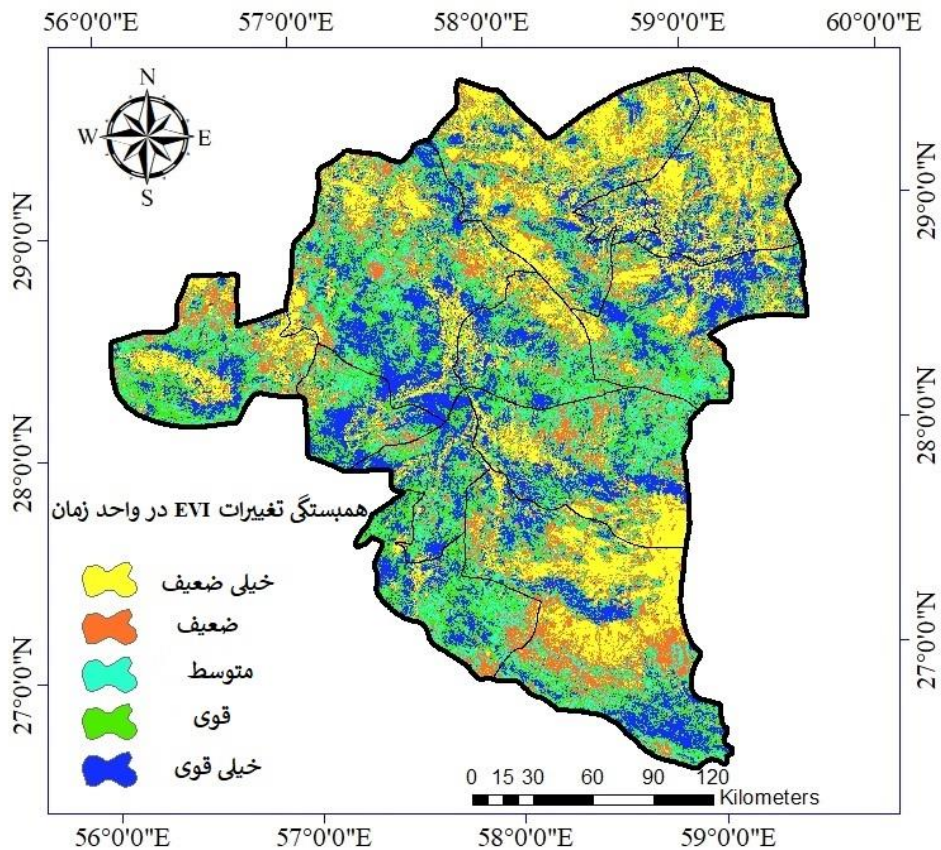 56°0'0"E 57°0'0"E 58°0'0"E 59°0'0"E 60°0'0"E
N
W E
S
29°0'0"N
29°0'0"N
28°0'0"N
28°0'0"N
27°0'0"N
27°0'0"N
همبستگی تغییرات EVI در واحد زمان
خیلی ضعیف
ضعیف
متوسط
قوی
خیلی قوی
0 15 30 60 90 120
Kilometers
56°0'0"E 57°0'0"E 58°0'0"E 59°0'0"E